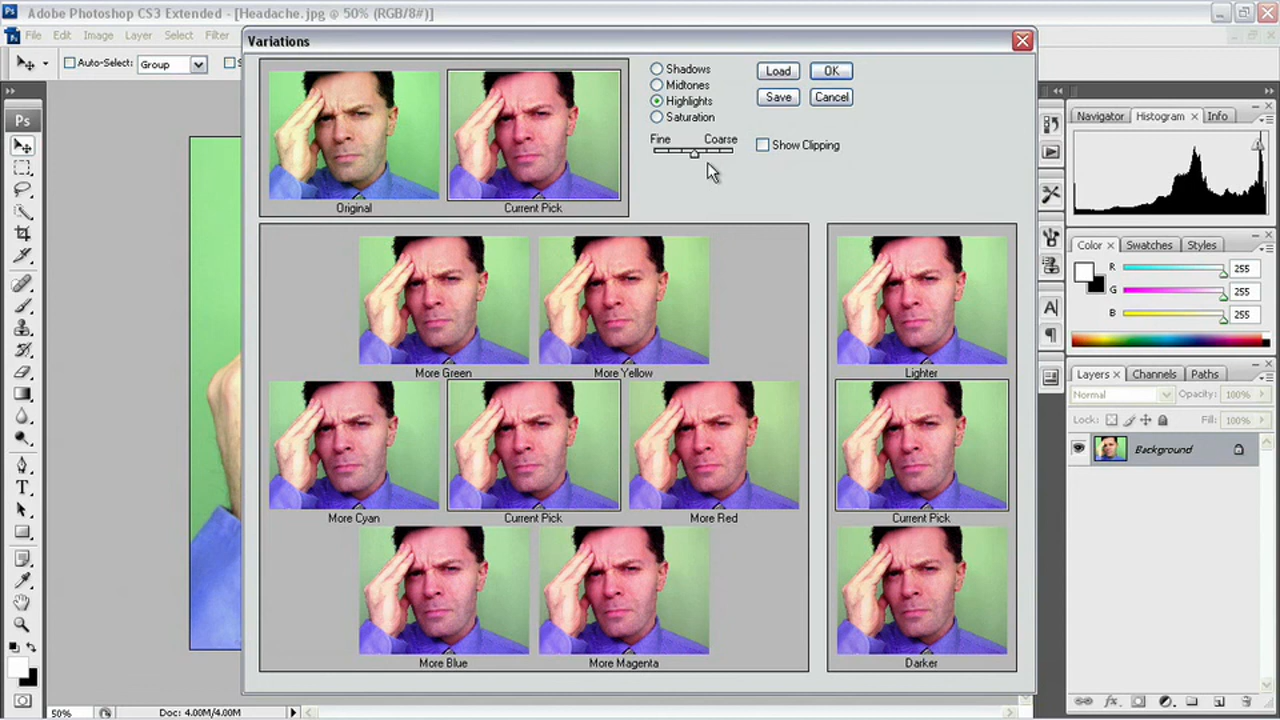 Adobe Photoshop CS3 Extended - [Headache.jpg @ 50% (RGB/8#)]
File Edit Image Layer Select Filter
Auto-Select: Group
Variations
Shadows
Midtones
Highlights
Saturation
Fine Coarse
Load OK
Save Cancel
Show Clipping
Original Current Pick
More Green More Yellow
More Cyan Current Pick More Red
More Blue More Magenta
Lighter
Current Pick
Darker
Ps
T
Navigator Histogram Info
Color Swatches Styles
R 255
G 255
B 255
A
Layers Channels Paths
Normal Opacity: 100%
Lock: Fill: 100%
Background
fx
50% Doc: 4.00M/4.00M